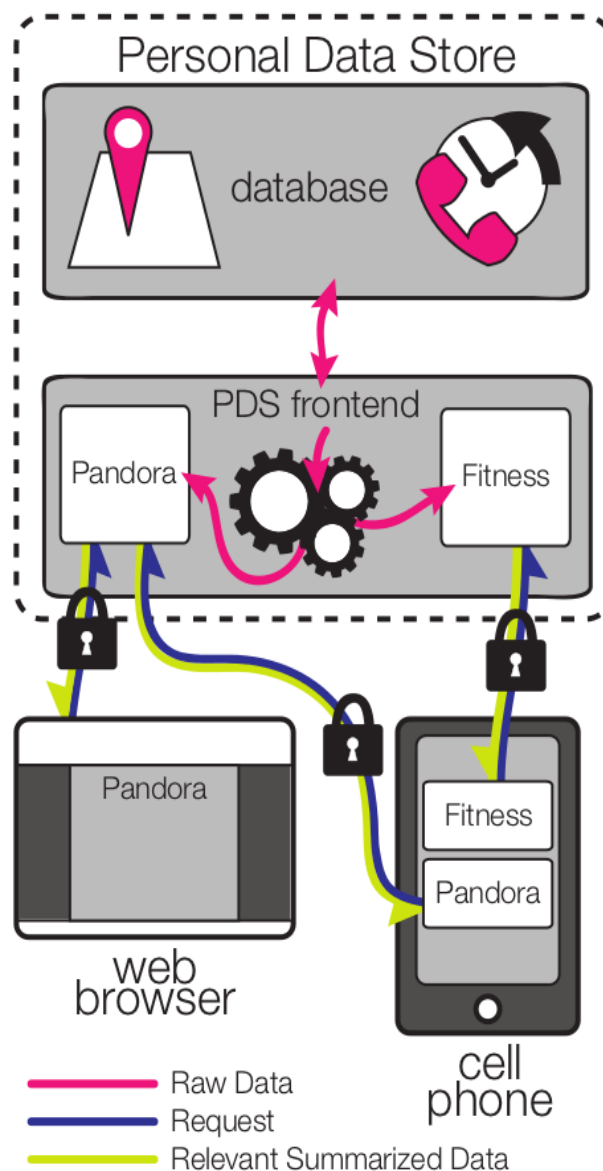 Personal Data Store
database
PDS frontend
Pandora
Fitness
Pandora
Fitness
Pandora
web
browser
cell
phone
Raw Data
Request
Relevant Summarized Data